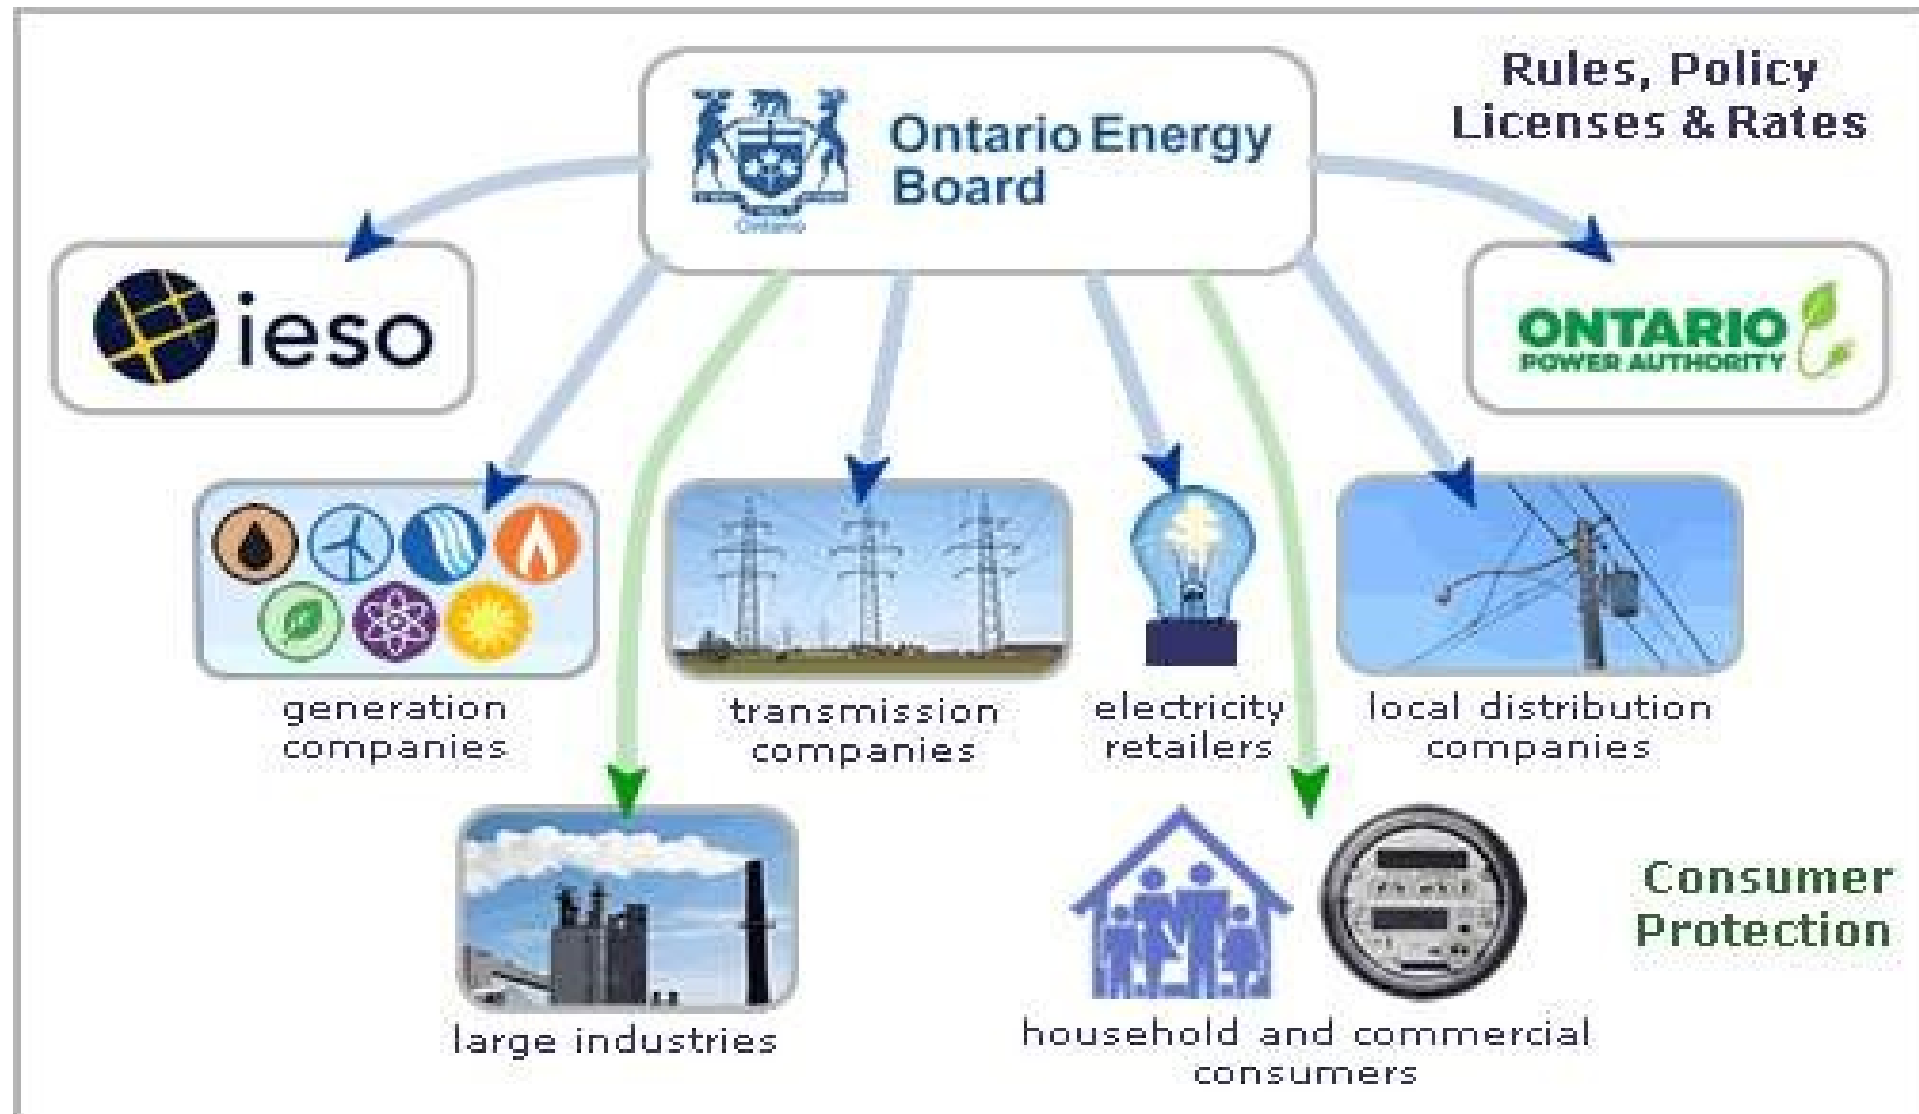 Rules, Policy
Licenses & Rates
Ontario Energy
Board
Ontario
ieso
ONTARIO
POWER AUTHORITY
generation
companies
transmission
companies
electricity
retailers
local distribution
companies
large industries
household and commercial
consumers
Consumer
Protection